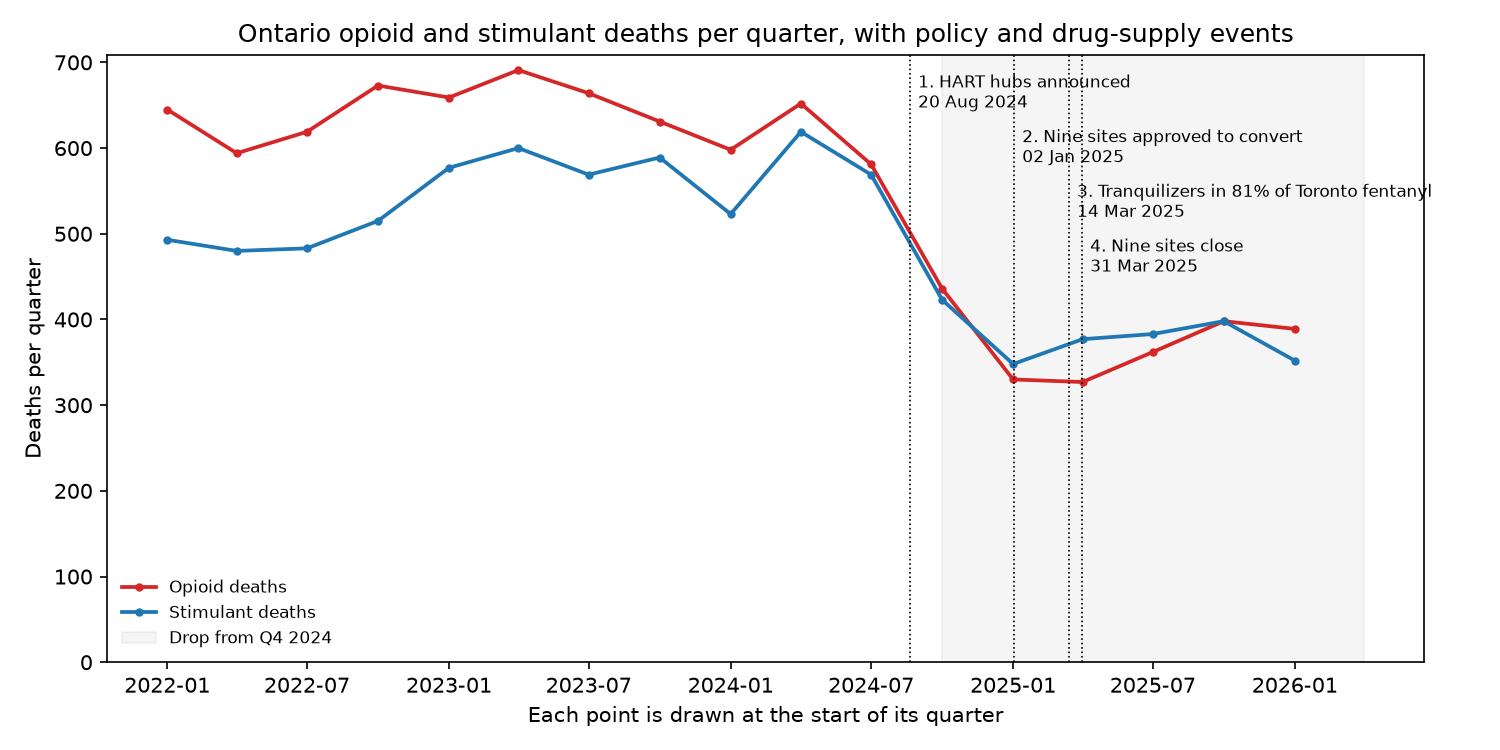 Ontario opioid and stimulant deaths per quarter, with policy and drug-supply events
Deaths per quarter
700
600
500
400
300
200
100
0
1. HART hubs announced
20 Aug 2024
2. Nine sites approved to convert
02 Jan 2025
3. Tranquilizers in 81% of Toronto fentanyl
14 Mar 2025
4. Nine sites close
31 Mar 2025
Opioid deaths
Stimulant deaths
Drop from Q4 2024
2022-01
2022-07
2023-01
2023-07
2024-01
2024-07
2025-01
2025-07
2026-01
Each point is drawn at the start of its quarter